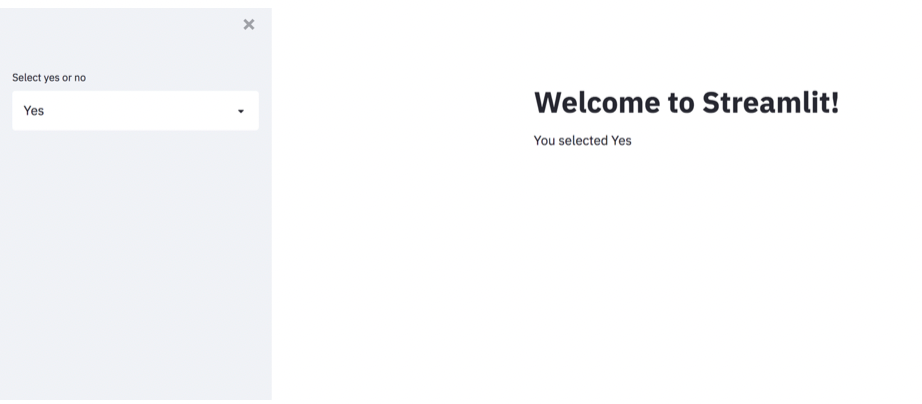 Select yes or no
Yes
Welcome to Streamlit!
You selected Yes